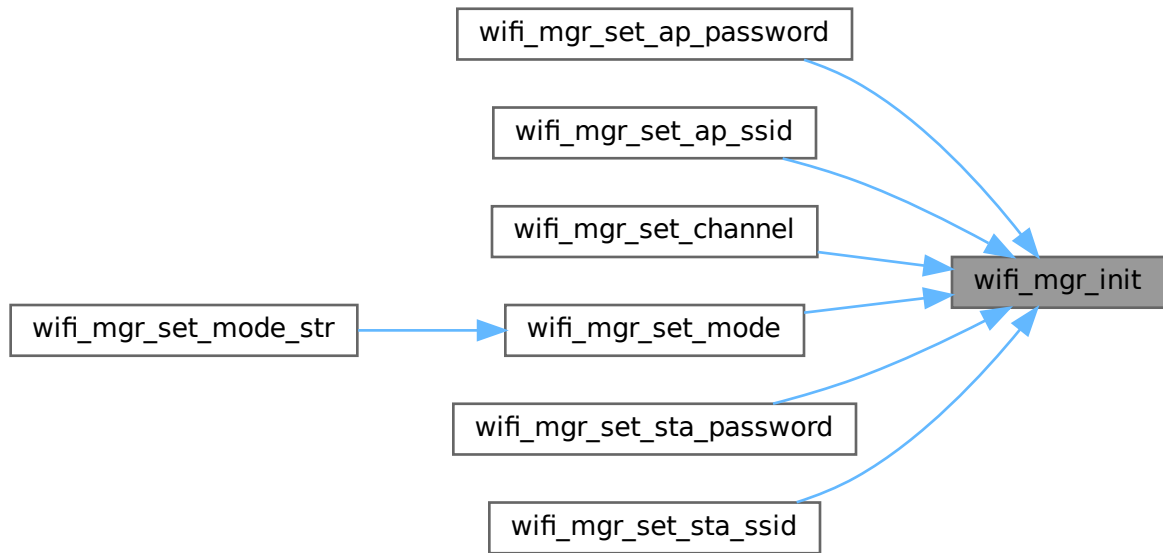 wifi_mgr_set_ap_password
wifi_mgr_set_ap_ssid
wifi_mgr_set_channel
wifi_mgr_init
wifi_mgr_set_mode_str
wifi_mgr_set_mode
wifi_mgr_set_sta_password
wifi_mgr_set_sta_ssid